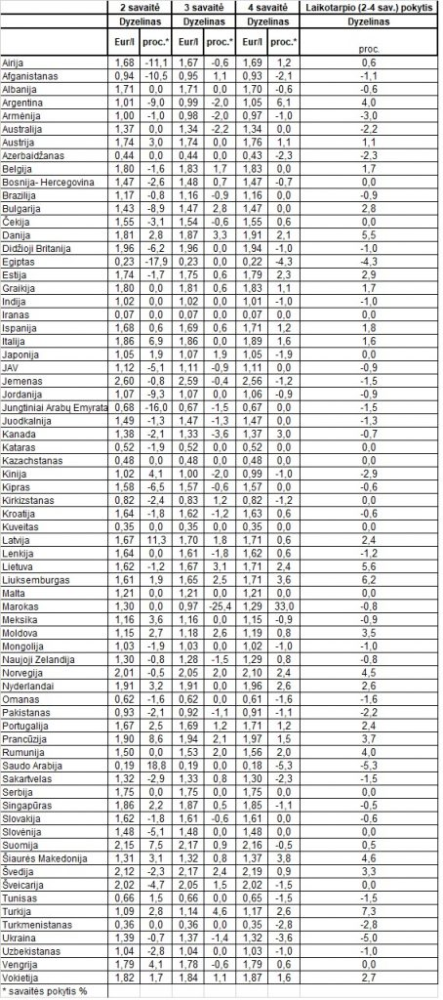 2 savaitė 3 savaitė 4 savaitė Laikotarpio (2-4 sav.) pokytis
Dyzelinas Dyzelinas Dyzelinas Dyzelinas
Eur/l proc.* Eur/l proc.* Eur/l proc.* proc.
Airija 1,68 -11,1 1,67 -0,6 1,69 1,2 0,6
Afganistanas 0,94 -10,5 0,95 1,1 0,93 -2,1 -1,1
Albanija 1,71 0,0 1,71 0,0 1,70 -0,6 -0,6
Argentina 1,01 -9,0 0,99 -2,0 1,05 6,1 4,0
Armėnija 1,00 -1,0 0,98 -2,0 0,97 -1,0 -3,0
Australija 1,37 0,0 1,34 -2,2 1,34 0,0 -2,2
Austrija 1,74 3,0 1,74 0,0 1,76 1,1 1,1
Azerbaidžanas 0,44 0,0 0,44 0,0 0,43 -2,3 -2,3
Belgija 1,80 -1,6 1,83 1,7 1,83 0,0 1,7
Bosnija- Hercegovina 1,47 -2,6 1,48 0,7 1,47 -0,7 0,0
Brazilija 1,17 -0,8 1,16 -0,9 1,16 0,0 -0,9
Bulgarija 1,43 -8,9 1,47 2,8 1,47 0,0 2,8
Čekija 1,55 -3,1 1,54 -0,6 1,55 0,6 0,0
Danija 1,81 2,8 1,87 3,3 1,91 2,1 5,5
Didžioji Britanija 1,96 -6,2 1,96 0,0 1,94 -1,0 -1,0
Egiptas 0,23 -17,9 0,23 0,0 0,22 -4,3 -4,3
Estija 1,74 -1,7 1,75 0,6 1,79 2,3 2,9
Graikija 1,80 0,0 1,81 0,6 1,83 1,1 1,7
Indija 1,02 0,0 1,02 0,0 1,01 -1,0 -1,0
Iranas 0,07 0,0 0,07 0,0 0,07 0,0 0,0
Ispanija 1,68 0,6 1,69 0,6 1,71 1,2 1,8
Italija 1,86 6,9 1,86 0,0 1,89 1,6 1,6
Japonija 1,05 1,9 1,07 1,9 1,05 -1,9 0,0
JAV 1,12 -5,1 1,11 -0,9 1,11 0,0 -0,9
Jemenas 2,60 -0,8 2,59 -0,4 2,56 -1,2 -1,5
Jordanija 1,07 -9,3 1,07 0,0 1,06 -0,9 -0,9
Jungtiniai Arabų Emyrata 0,68 -16,0 0,67 -1,5 0,67 0,0 -1,5
Juodkalnija 1,49 -1,3 1,47 -1,3 1,47 0,0 -1,3
Kanada 1,38 -2,1 1,33 -3,6 1,37 3,0 -0,7
Kataras 0,52 -1,9 0,52 0,0 0,52 0,0 0,0
Kazachstanas 0,48 0,0 0,48 0,0 0,48 0,0 0,0
Kinija 1,02 4,1 1,00 -2,0 0,99 -1,0 -2,9
Kipras 1,58 -6,5 1,57 -0,6 1,57 0,0 -0,6
Kirkizstanas 0,82 -2,4 0,83 1,2 0,82 -1,2 0,0
Kroatija 1,64 -1,8 1,62 -1,2 1,63 0,6 -0,6
Kuveitas 0,35 0,0 0,35 0,0 0,35 0,0 0,0
Latvija 1,67 11,3 1,70 1,8 1,71 0,6 2,4
Lenkija 1,64 0,0 1,61 -1,8 1,62 0,6 -1,2
Lietuva 1,62 -1,2 1,67 3,1 1,71 2,4 5,6
Liuksemburgas 1,61 1,9 1,65 2,5 1,71 3,6 6,2
Malta 1,21 0,0 1,21 0,0 1,21 0,0 0,0
Marokas 1,30 0,0 0,97 -25,4 1,29 33,0 -0,8
Meksika 1,16 3,6 1,16 0,0 1,15 -0,9 -0,9
Moldova 1,15 2,7 1,18 2,6 1,19 0,8 3,5
Mongolija 1,03 -1,9 1,03 0,0 1,02 -1,0 -1,0
Naujoji Zelandija 1,30 -0,8 1,28 -1,5 1,29 0,8 -0,8
Norvegija 2,01 -0,5 2,05 2,0 2,10 2,4 4,5
Nyderlandai 1,91 3,2 1,91 0,0 1,96 2,6 2,6
Omanas 0,62 -1,6 0,62 0,0 0,61 -1,6 -1,6
Pakistanas 0,93 -2,1 0,92 -1,1 0,91 -1,1 -2,2
Portugalija 1,67 2,5 1,69 1,2 1,71 1,2 2,4
Prancūzija 1,90 8,6 1,94 2,1 1,97 1,5 3,7
Rumunija 1,50 0,0 1,53 2,0 1,56 2,0 4,0
Saudo Arabija 0,19 18,8 0,19 0,0 0,18 -5,3 -5,3
Sakartvelas 1,32 -2,9 1,33 0,8 1,30 -2,3 -1,5
Serbija 1,75 0,0 1,75 0,0 1,75 0,0 0,0
Singapūras 1,86 2,2 1,87 0,5 1,85 -1,1 -0,5
Slovakija 1,62 -1,8 1,61 -0,6 1,61 0,0 -0,6
Slovėnija 1,48 -5,1 1,48 0,0 1,48 0,0 0,0
Suomija 2,15 7,5 2,17 0,9 2,16 -0,5 0,5
Šiaurės Makedonija 1,31 3,1 1,32 0,8 1,37 3,8 4,6
Švedija 2,12 -2,3 2,17 2,4 2,19 0,9 3,3
Šveicarija 2,02 -4,7 2,05 1,5 2,02 -1,5 0,0
Tunisas 0,66 1,5 0,66 0,0 0,65 -1,5 -1,5
Turkija 1,09 2,8 1,14 4,6 1,17 2,6 7,3
Turkmenistanas 0,36 0,0 0,36 0,0 0,35 -2,8 -2,8
Ukraina 1,39 -0,7 1,37 -1,4 1,32 -3,6 -5,0
Uzbekistanas 1,04 -2,8 1,04 0,0 1,03 -1,0 -1,0
Vengrija 1,79 4,1 1,78 -0,6 1,79 0,6 0,0
Vokietija 1,82 1,7 1,84 1,1 1,87 1,6 2,7
* savaitės pokytis %